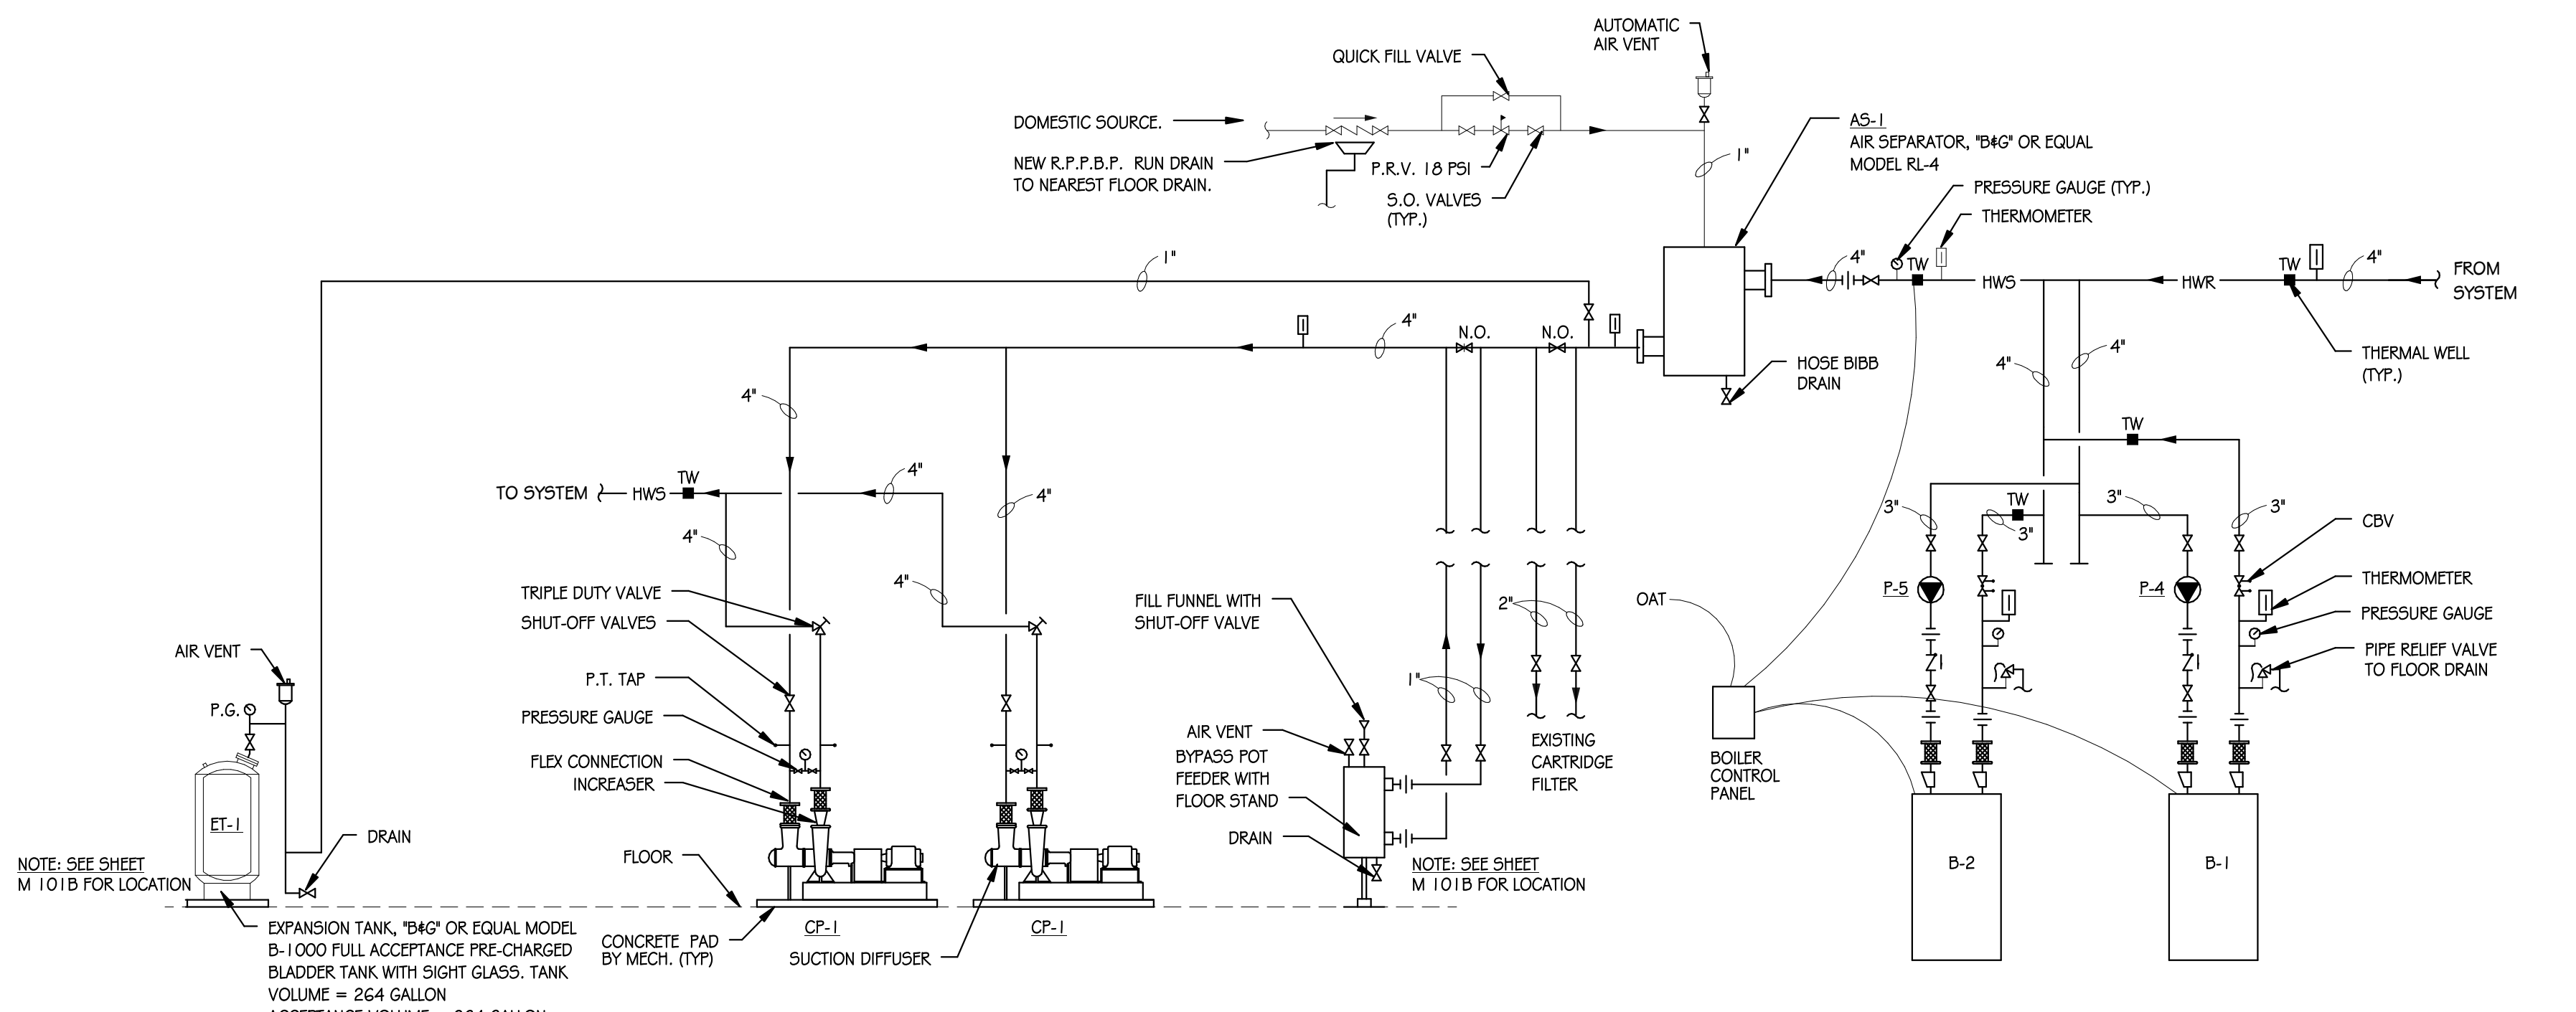 AUTOMATIC
AIR VENT
QUICK FILL VALVE
DOMESTIC SOURCE.
NEW R.P.P.B.P. RUN DRAIN
TO NEAREST FLOOR DRAIN.
P.R.V. 18 PSI
S.O. VALVES
(TYP.)
1"
AS-1
AIR SEPARATOR, "B&G" OR EQUAL
MODEL RL-4
PRESSURE GAUGE (TYP.)
THERMOMETER
1"
4"
TW
HWS
HWR
TW
4"
FROM
SYSTEM
4"
N.O.
N.O.
HOSE BIBB
DRAIN
4"
4"
THERMAL WELL
(TYP.)
4"
TW
TO SYSTEM
HWS
TW
4"
4"
4"
4"
3"
TW
3"
3"
3"
CBV
TRIPLE DUTY VALVE
SHUT-OFF VALVES
P.T. TAP
PRESSURE GAUGE
FLEX CONNECTION
INCREASER
FILL FUNNEL WITH
SHUT-OFF VALVE
2"
OAT
P-5
P-4
THERMOMETER
PRESSURE GAUGE
PIPE RELIEF VALVE
TO FLOOR DRAIN
AIR VENT
P.G.
1"
AIR VENT
BYPASS POT
FEEDER WITH
FLOOR STAND
DRAIN
EXISTING
CARTRIDGE
FILTER
BOILER
CONTROL
PANEL
ET-1
DRAIN
NOTE: SEE SHEET
M 101B FOR LOCATION
FLOOR
NOTE: SEE SHEET
M 101B FOR LOCATION
B-2
B-1
EXPANSION TANK, "B&G" OR EQUAL MODEL
B-1000 FULL ACCEPTANCE PRE-CHARGED
BLADDER TANK WITH SIGHT GLASS. TANK
VOLUME = 264 GALLON
ACCEPTANCE VOLUME = 264 GALLON
CONCRETE PAD
BY MECH. (TYP)
CP-1
SUCTION DIFFUSER
CP-1